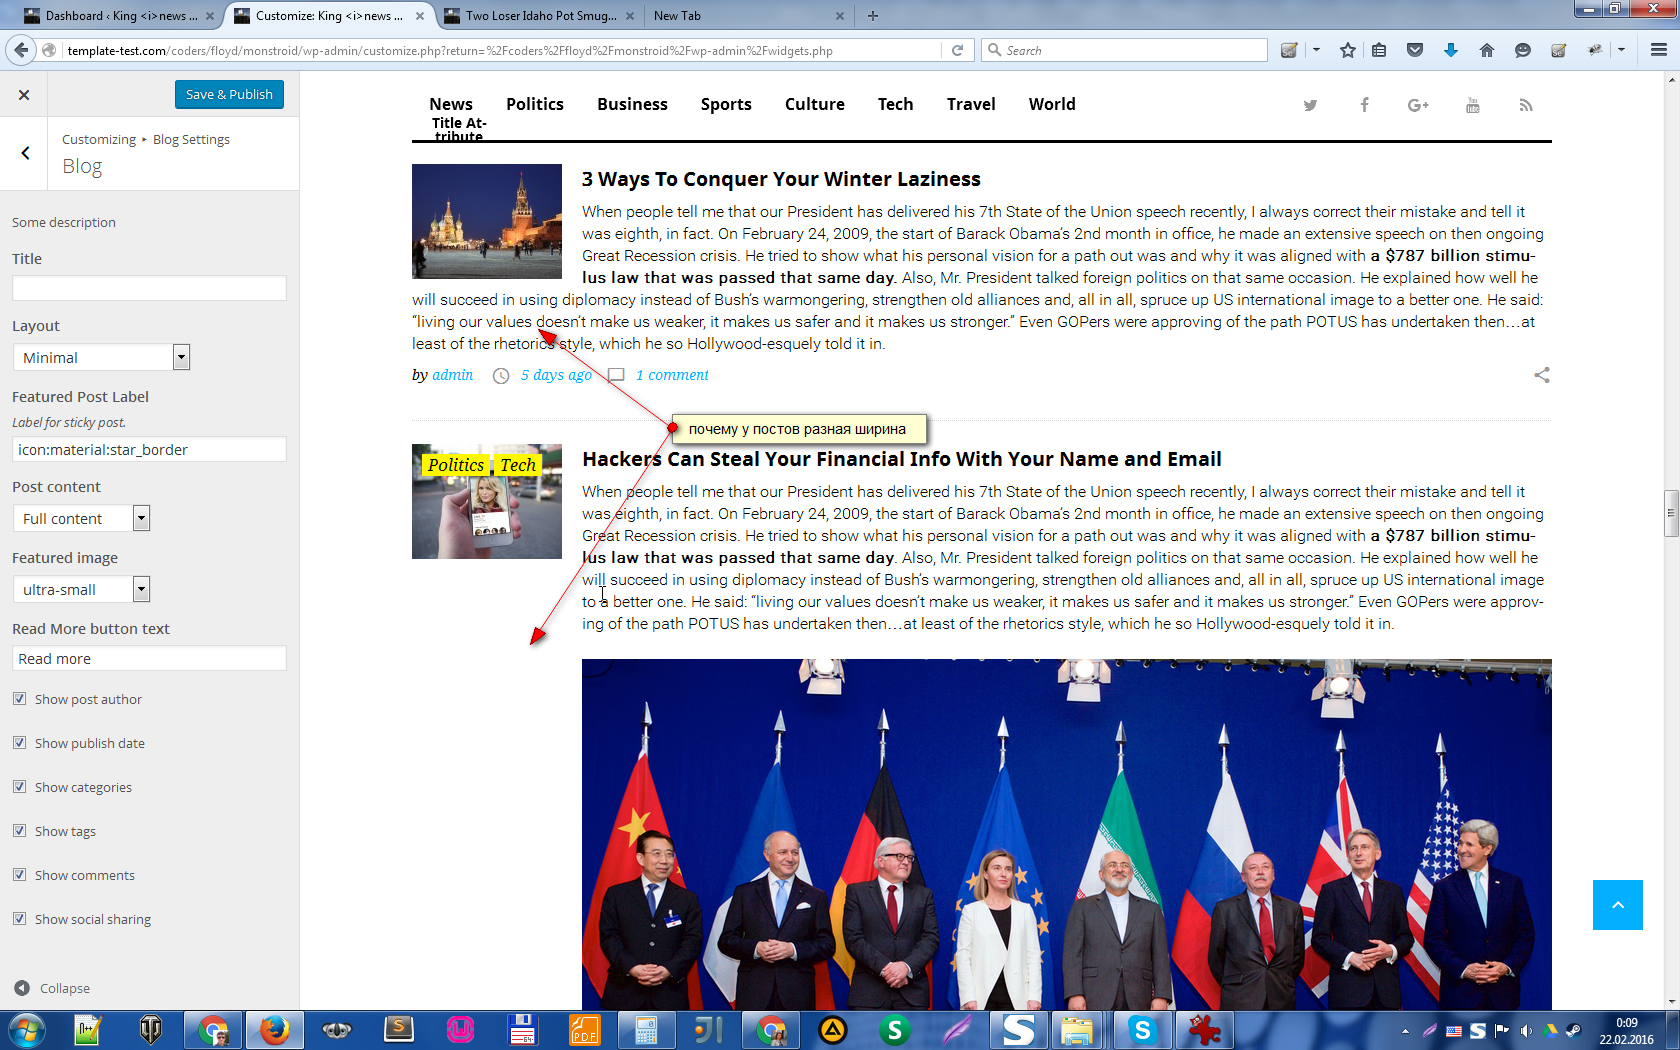 Dashboard ‹ King <i>news ...
Customize: King <i>news ...
Two Loser Idaho Pot Smug...
New Tab
template-test.com/coders/floyd/monstroid/wp-admin/customize.php?return=%2Fcoders%2Ffloyd%2Fmonstroid%2Fwp-admin%2Fwidgets.php
Search
Save & Publish
Customizing ▸ Blog Settings
Blog
Some description
Title
Layout
Minimal
Featured Post Label
Label for sticky post.
icon:material:star_border
Post content
Full content
Featured image
ultra-small
Read More button text
Read more
Show post author
Show publish date
Show categories
Show tags
Show comments
Show social sharing
Collapse
News Politics Business Sports Culture Tech Travel World
Title At-
tribute
3 Ways To Conquer Your Winter Laziness
When people tell me that our President has delivered his 7th State of the Union speech recently, I always correct their mistake and tell it
was eighth, in fact. On February 24, 2009, the start of Barack Obama's 2nd month in office, he made an extensive speech on then ongoing
Great Recession crisis. He tried to show what his personal vision for a path out was and why it was aligned with a $787 billion stimu-
lus law that was passed that same day. Also, Mr. President talked foreign politics on that same occasion. He explained how well he
will succeed in using diplomacy instead of Bush's warmongering, strengthen old alliances and, all in all, spruce up US international image to a better one. He said:
“living our values doesn't make us weaker, it makes us safer and it makes us stronger.” Even GOPers were approving of the path POTUS has undertaken then…at
least of the rhetorics style, which he so Hollywood-esquely told it in.
by admin 5 days ago 1 comment
почему у постов разная ширина
Politics Tech
Hackers Can Steal Your Financial Info With Your Name and Email
When people tell me that our President has delivered his 7th State of the Union speech recently, I always correct their mistake and tell it
was eighth, in fact. On February 24, 2009, the start of Barack Obama's 2nd month in office, he made an extensive speech on then ongoing
Great Recession crisis. He tried to show what his personal vision for a path out was and why it was aligned with a $787 billion stimu-
lus law that was passed that same day. Also, Mr. President talked foreign politics on that same occasion. He explained how well he
will succeed in using diplomacy instead of Bush's warmongering, strengthen old alliances and, all in all, spruce up US international image
to a better one. He said: “living our values doesn't make us weaker, it makes us safer and it makes us stronger.” Even GOPers were approv-
ing of the path POTUS has undertaken then…at least of the rhetorics style, which he so Hollywood-esquely told it in.
0:09
22.02.2016